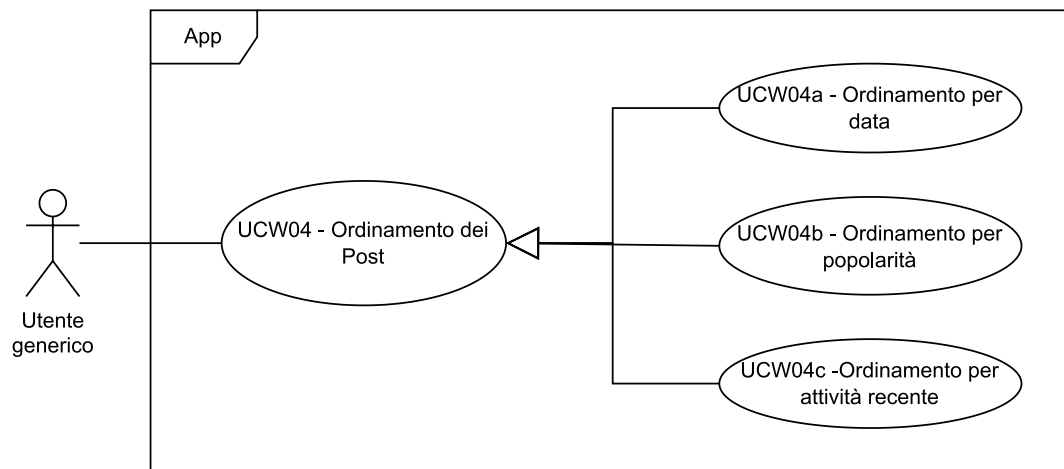 App
UCW04a - Ordinamento per
data
UCW04 - Ordinamento dei
Post
UCW04b - Ordinamento per
popolarità
UCW04c -Ordinamento per
attività recente
Utente
generico